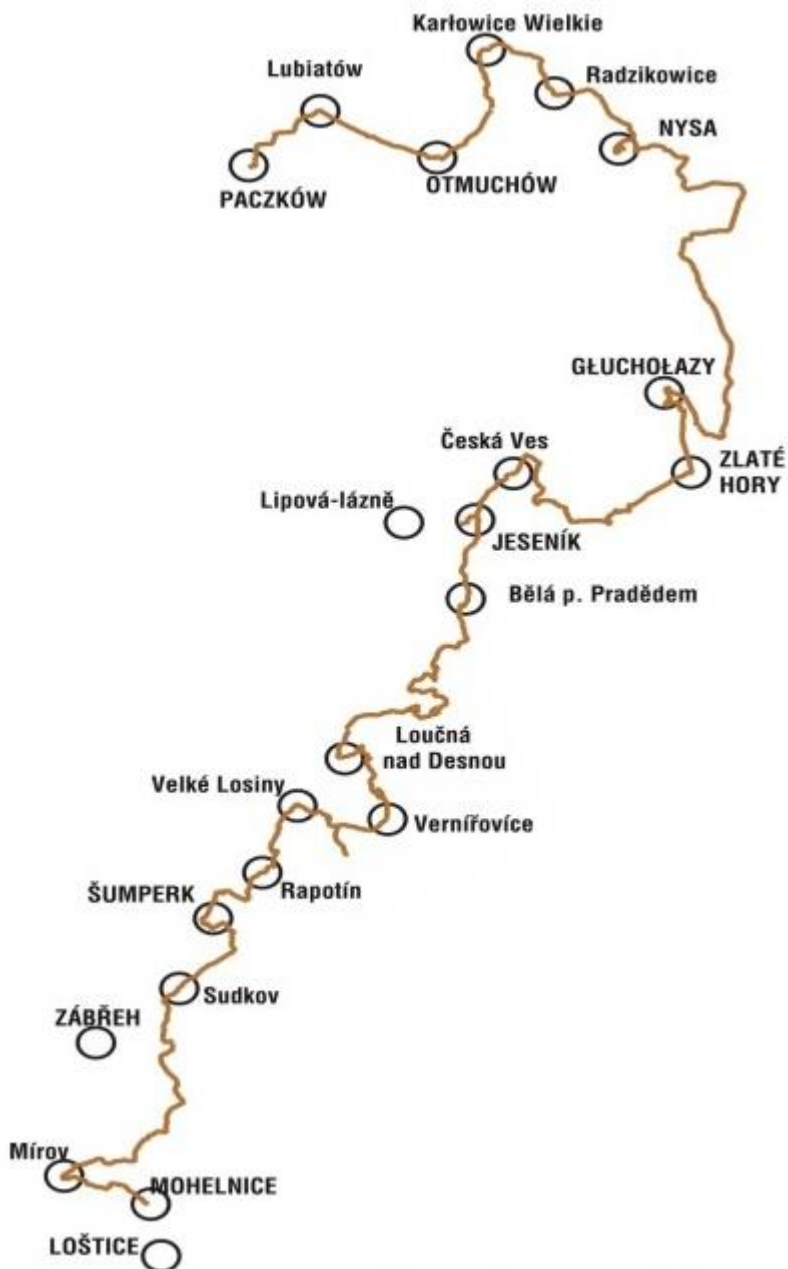 Karłowice Wielkie
Lubiatów
Radzikowice
NYSA
OTMUCHÓW
PACZKÓW
GŁUCHOŁAZY
Česká Ves
ZLATÉ
HORY
Lipová-lázně
JESENÍK
Bělá p. Pradědem
Loučná
nad Desnou
Velké Losiny
Vernířovíce
Rapotín
ŠUMPERK
Sudkov
ZÁBŘEH
Mírov
MOHELNICE
LOŠTICE